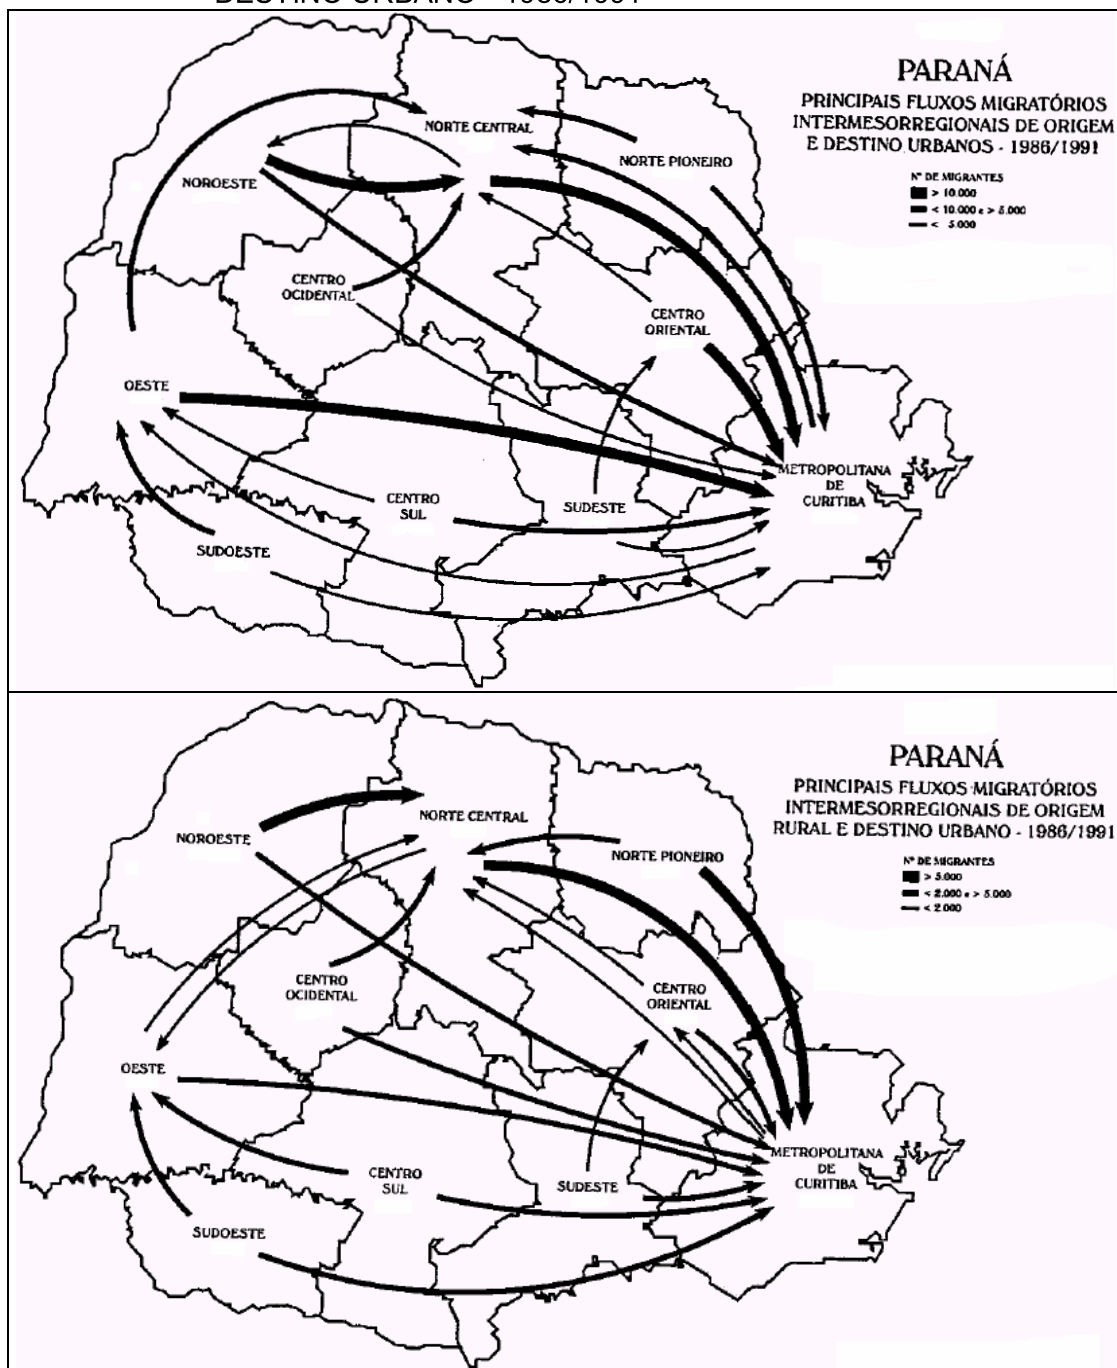 DESTINO URBANO - 1986/1991
PARANÁ
PRINCIPAIS FLUXOS MIGRATÓRIOS
INTERMESORREGIONAIS DE ORIGEM
E DESTINO URBANOS - 1986/1991
Nº DE MIGRANTES
> 10.000
< 10.000 e > 5.000
< 5.000
NORTE CENTRAL
NORTE PIONEIRO
NOROESTE
CENTRO
OCIDENTAL
CENTRO
ORIENTAL
OESTE
METROPOLITANA
DE
CURITIBA
CENTRO
SUL
SUDESTE
SUDOESTE
PARANÁ
PRINCIPAIS FLUXOS MIGRATÓRIOS
INTERMESORREGIONAIS DE ORIGEM
RURAL E DESTINO URBANO - 1986/1991
Nº DE MIGRANTES
> 5.000
< 2.000 e > 5.000
< 2.000
NORTE CENTRAL
NOROESTE
NORTE PIONEIRO
CENTRO
OCIDENTAL
CENTRO
ORIENTAL
OESTE
METROPOLITANA
DE
CURITIBA
CENTRO
SUL
SUDESTE
SUDOESTE